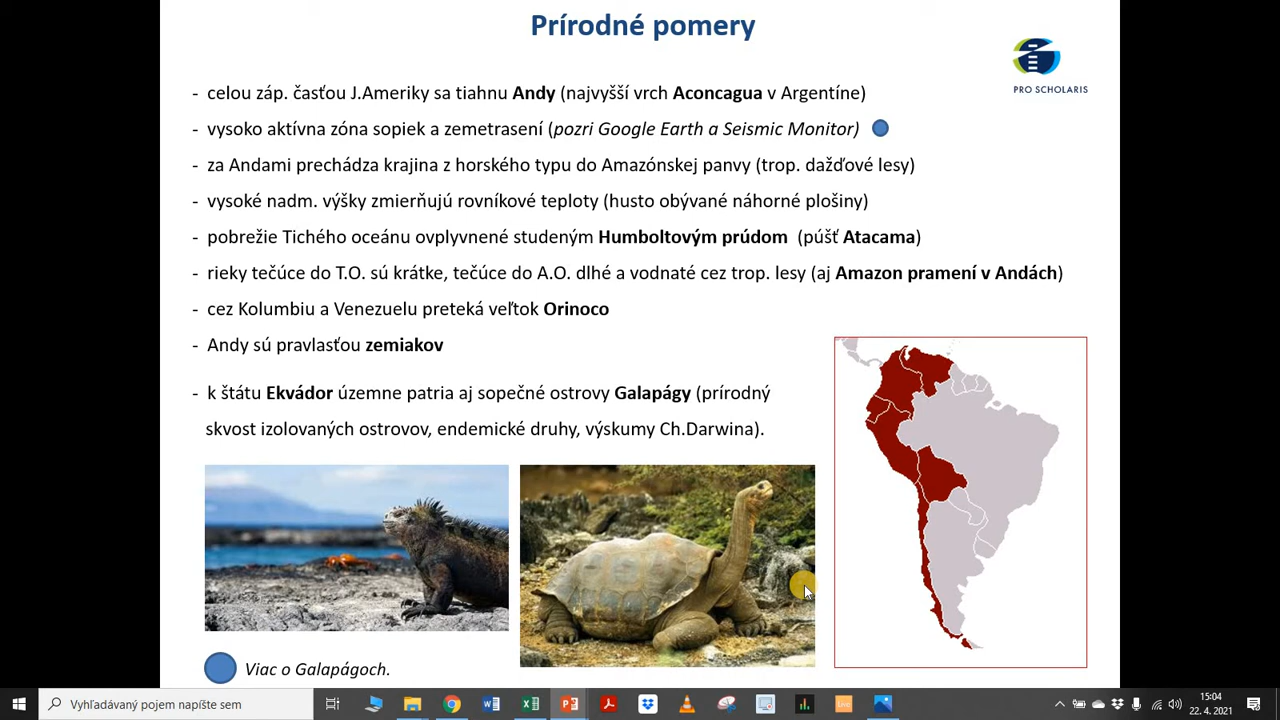 Prírodné pomery
PRO SCHOLARIS
- celou záp. časťou J.Ameriky sa tiahnu Andy (najvyšší vrch Aconcagua v Argentíne)
- vysoko aktívna zóna sopiek a zemetrasení (pozri Google Earth a Seismic Monitor)
- za Andami prechádza krajina z horského typu do Amazónskej panvy (trop. dažďové lesy)
- vysoké nadm. výšky zmierňujú rovníkové teploty (husto obývané náhorné plošiny)
- pobrežie Tichého oceánu ovplyvnené studeným Humboltovým prúdom (púšť Atacama)
- rieky tečúce do T.O. sú krátke, tečúce do A.O. dlhé a vodnaté cez trop. lesy (aj Amazon pramení v Andách)
- cez Kolumbiu a Venezuelu preteká veľtok Orinoco
- Andy sú pravlasťou zemiakov
- k štátu Ekvádor územne patria aj sopečné ostrovy Galapágy (prírodný
skvost izolovaných ostrovov, endemické druhy, výskumy Ch.Darwina).
Viac o Galapágoch.
Vyhľadávaný pojem napíšte sem
Live
15:04
22. 4. 2021